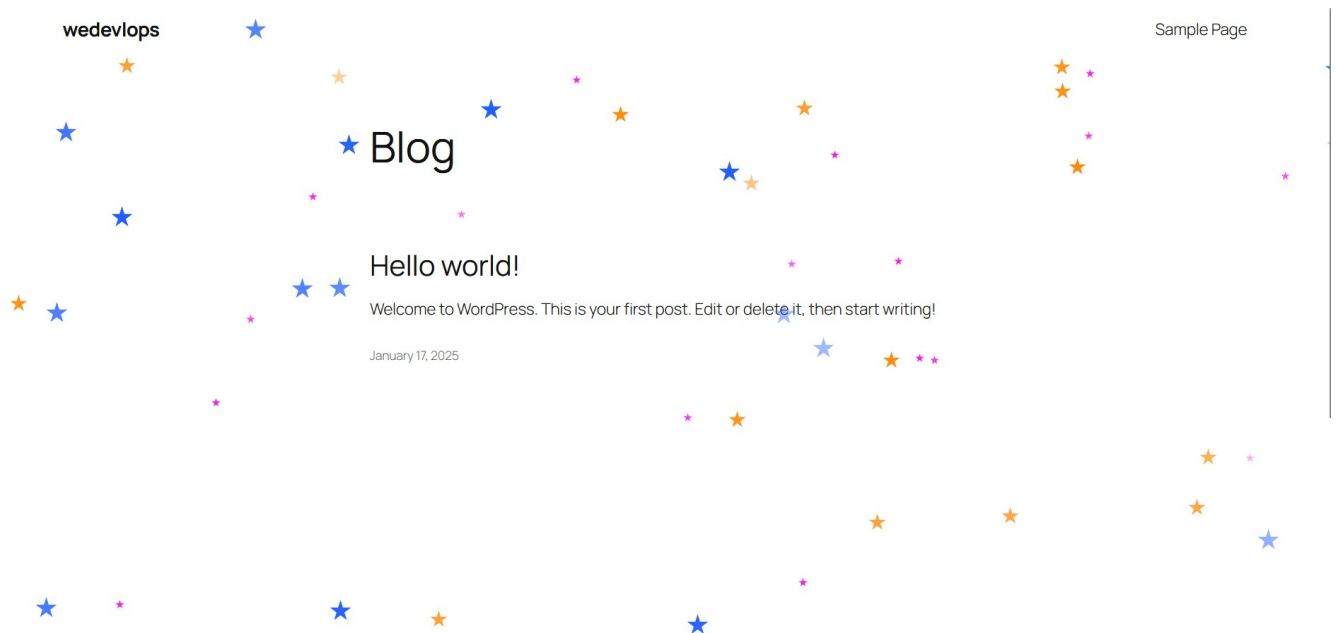 wedevlops
Sample Page
Blog
Hello world!
Welcome to WordPress. This is your first post. Edit or delete it, then start writing!
January 17, 2025